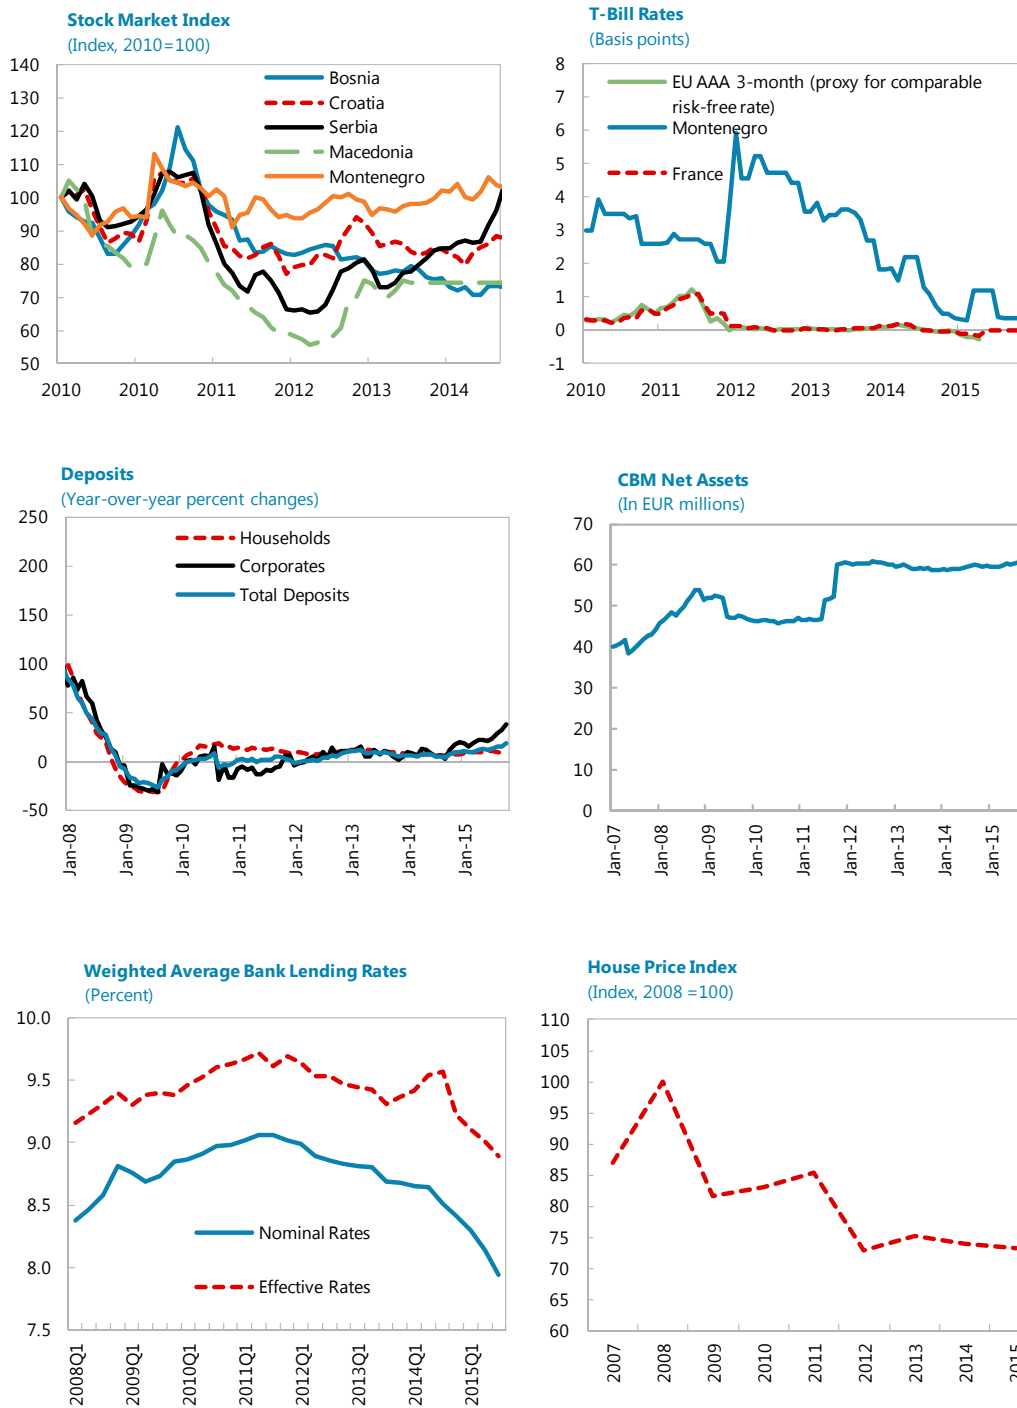 Stock Market Index
(Index, 2010=100)
140
130
120
110
100
90
80
70
60
50
Bosnia
Croatia
Serbia
Macedonia
Montenegro
2010 2010 2011 2012 2013 2014
T-Bill Rates
(Basis points)
8
7
6
5
4
3
2
1
0
-1
EU AAA 3-month (proxy for comparable
risk-free rate)
Montenegro
France
2010 2011 2012 2013 2014 2015
Deposits
(Year-over-year percent changes)
250
200
150
100
50
0
-50
Households
Corporates
Total Deposits
Jan-08 Jan-09 Jan-10 Jan-11 Jan-12 Jan-13 Jan-14 Jan-15
CBM Net Assets
(In EUR millions)
70
60
50
40
30
20
10
0
Jan-07 Jan-08 Jan-09 Jan-10 Jan-11 Jan-12 Jan-13 Jan-14 Jan-15
Weighted Average Bank Lending Rates
(Percent)
10.0
9.5
9.0
8.5
8.0
7.5
Nominal Rates
Effective Rates
2008Q1 2009Q1 2010Q1 2011Q1 2012Q1 2013Q1 2014Q1 2015Q1
House Price Index
(Index, 2008 =100)
110
105
100
95
90
85
80
75
70
65
60
2007 2008 2009 2010 2011 2012 2013 2014 2015